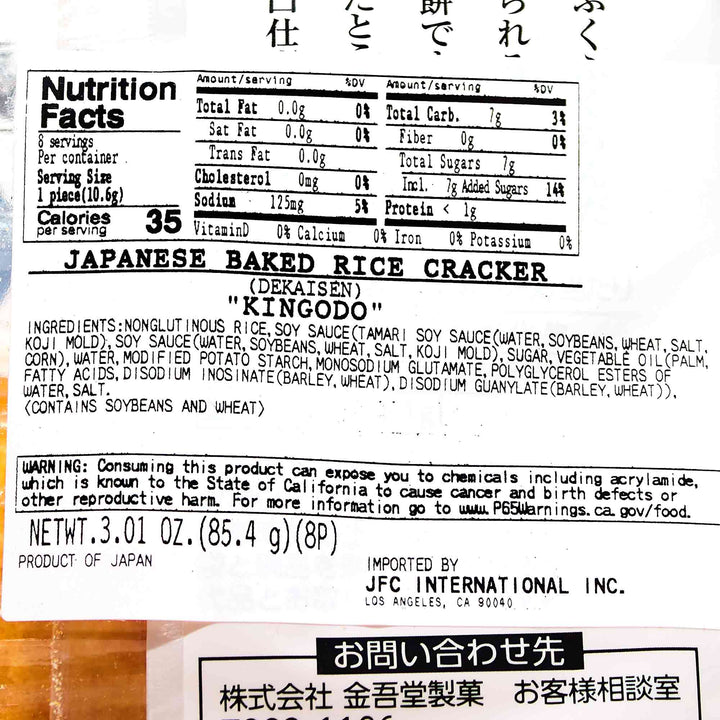 ふく
られ
餅で
たと
口仕
Nutrition Facts
8 servings
Per container
Serving Size
1 piece(10.6g)
Calories 35
per serving
Amount/serving %DV
Total Fat 0.0g 0%
Sat Fat 0.0g 0%
Trans Fat 0.0g
Cholesterol 0mg 0%
Sodium 125mg 5%
Amount/serving %DV
Total Carb. 7g 3%
Fiber 0g 0%
Total Sugars 7g
Incl. 7g Added Sugars 14%
Protein < 1g
VitaminD 0% Calcium 0% Iron 0% Potassium 0%
JAPANESE BAKED RICE CRACKER
(DEKAISEN)
"KINGODO"
INGREDIENTS:NONGLUTINOUS RICE,SOY SAUCE(TAMARI SOY SAUCE(WATER,SOYBEANS,WHEAT,SALT,
KOJI MOLD),SOY SAUCE(WATER,SOYBEANS,WHEAT,SALT,KOJI MOLD),SUGAR,VEGETABLE OIL(PALM,
CORN),WATER,MODIFIED POTATO STARCH,MONOSODIUM GLUTAMATE,POLYGLYCEROL ESTERS OF
FATTY ACIDS,DISODIUM INOSINATE(BARLEY,WHEAT),DISODIUM GUANYLATE(BARLEY,WHEAT)),
WATER,SALT.
(CONTAINS SOYBEANS AND WHEAT)
WARNING: Consuming this product can expose you to chemicals including acrylamide,
which is known to the State of California to cause cancer and birth defects or
other reproductive harm. For more information go to www.P65Warnings.ca.gov/food.
NETWT.3.01 OZ.(85.4 g)(8P)
PRODUCT OF JAPAN
IMPORTED BY
JFC INTERNATIONAL INC.
LOS ANGELES, CA 90040
お問い合わせ先
株式会社 金吾堂製菓 お客様相談室